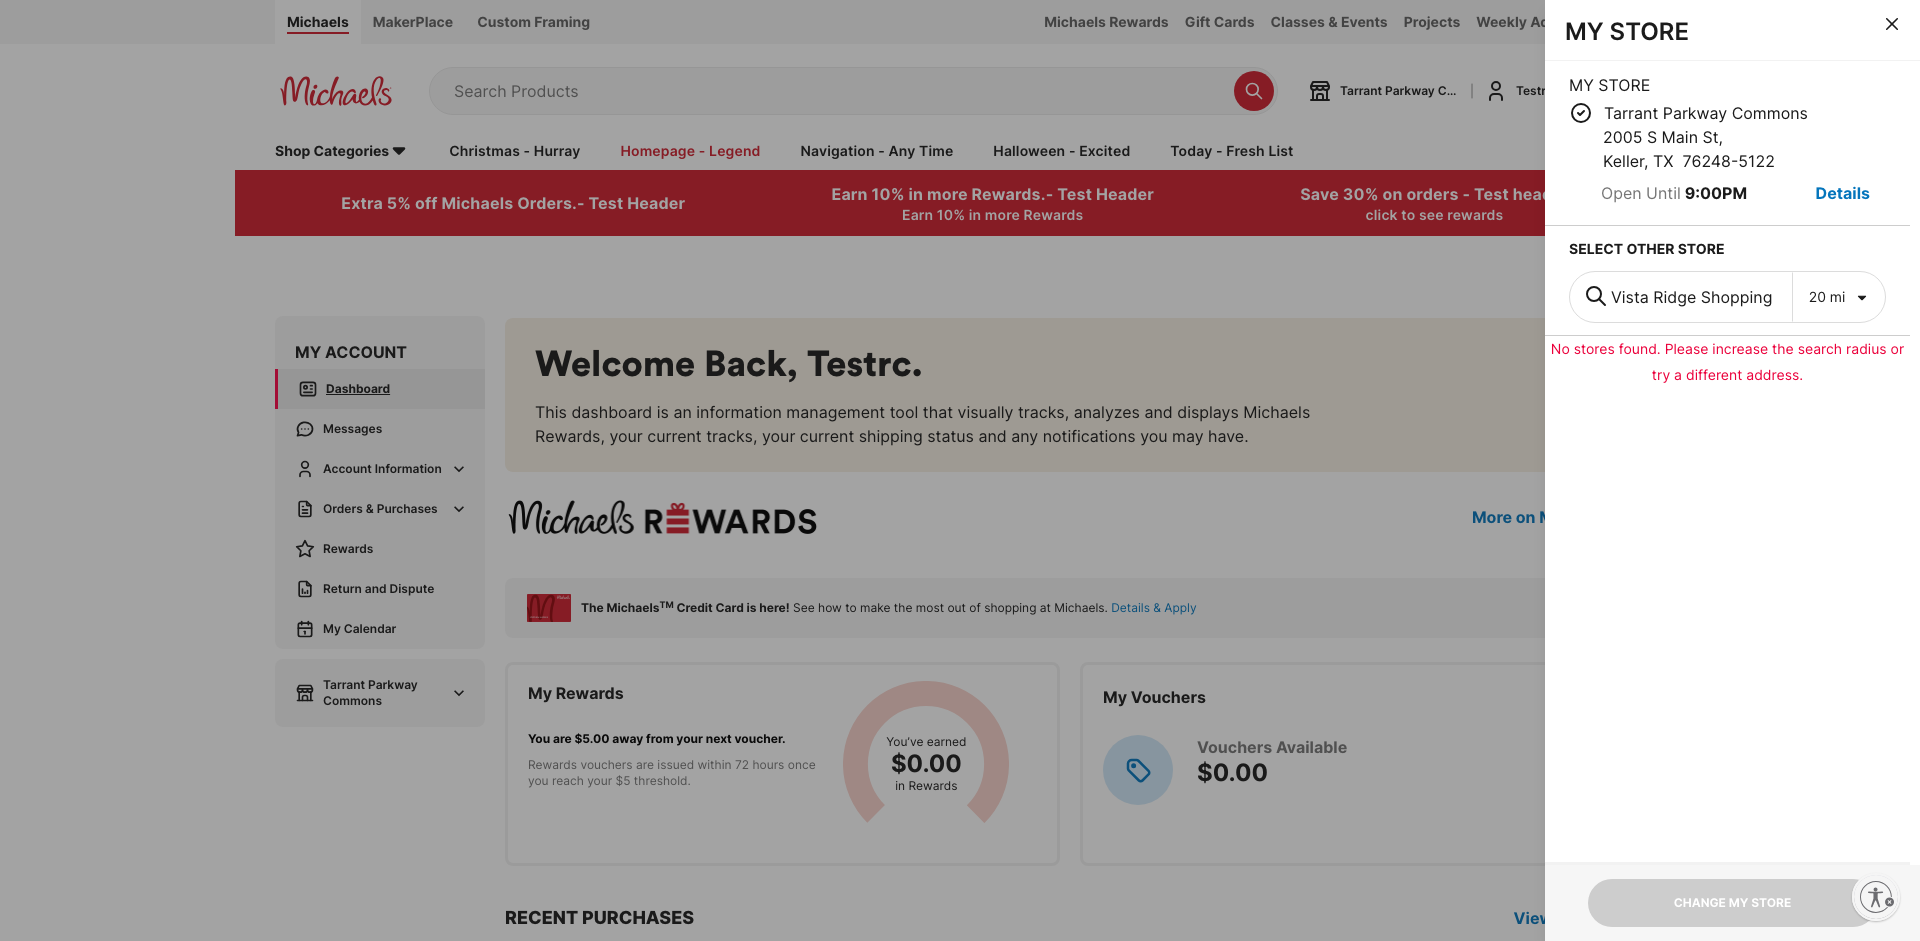 Michaels
MakerPlace
Custom Framing
Michaels Rewards
Gift Cards
Classes & Events
Projects
Weekly
Michaels
Search Products
Tarrant Parkway C...
|
Shop Categories
Christmas - Hurray
Homepage - Legend
Navigation - Any Time
Halloween - Excited
Today - Fresh List
Extra 5% off Michaels Orders.- Test Header
Earn 10% in more Rewards.- Test Header
Earn 10% in more Rewards
Save 30% on orders - Test
click to see rewards
MY ACCOUNT
Dashboard
Messages
Account Information
Orders & Purchases
Rewards
Return and Dispute
My Calendar
Tarrant Parkway
Commons
Welcome Back, Testrc.
This dashboard is an information management tool that visually tracks, analyzes and displays Michaels
Rewards, your current tracks, your current shipping status and any notifications you may have.
Michaels REWARDS
More on
The Michaels™ Credit Card is here! See how to make the most out of shopping at Michaels. Details & Apply
My Rewards
You are $5.00 away from your next voucher.
Rewards vouchers are issued within 72 hours once
you reach your $5 threshold.
You've earned
$0.00
in Rewards
My Vouchers
Vouchers Available
$0.00
RECENT PURCHASES
MY STORE
MY STORE
Tarrant Parkway Commons
2005 S Main St,
Keller, TX 76248-5122
Open Until 9:00PM
Details
SELECT OTHER STORE
Vista Ridge Shopping
20 mi
No stores found. Please increase the search radius or
try a different address.
CHANGE MY STORE